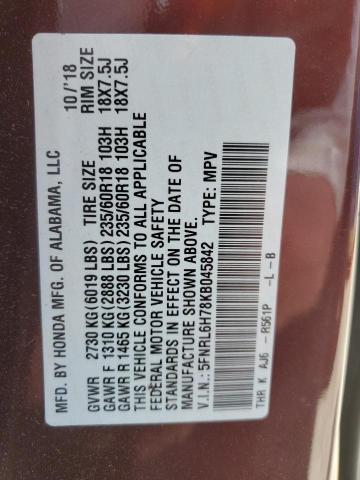 MFD. BY HONDA MFG. OF ALABAMA, LLC 10/'18
GVWR 2730 KG(6019 LBS) TIRE SIZE RIM SIZE
GAWR F 1310 KG(2888 LBS) 235/60R18 103H 18X7.5J
GAWR R 1465 KG(3230 LBS) 235/60R18 103H 18X7.5J
THIS VEHICLE CONFORMS TO ALL APPLICABLE
FEDERAL MOTOR VEHICLE SAFETY
STANDARDS IN EFFECT ON THE DATE OF
MANUFACTURE SHOWN ABOVE.
V.I.N.: 5FNRL6H78KB045842 TYPE: MPV
THR K AJ6 -R561P -L-B